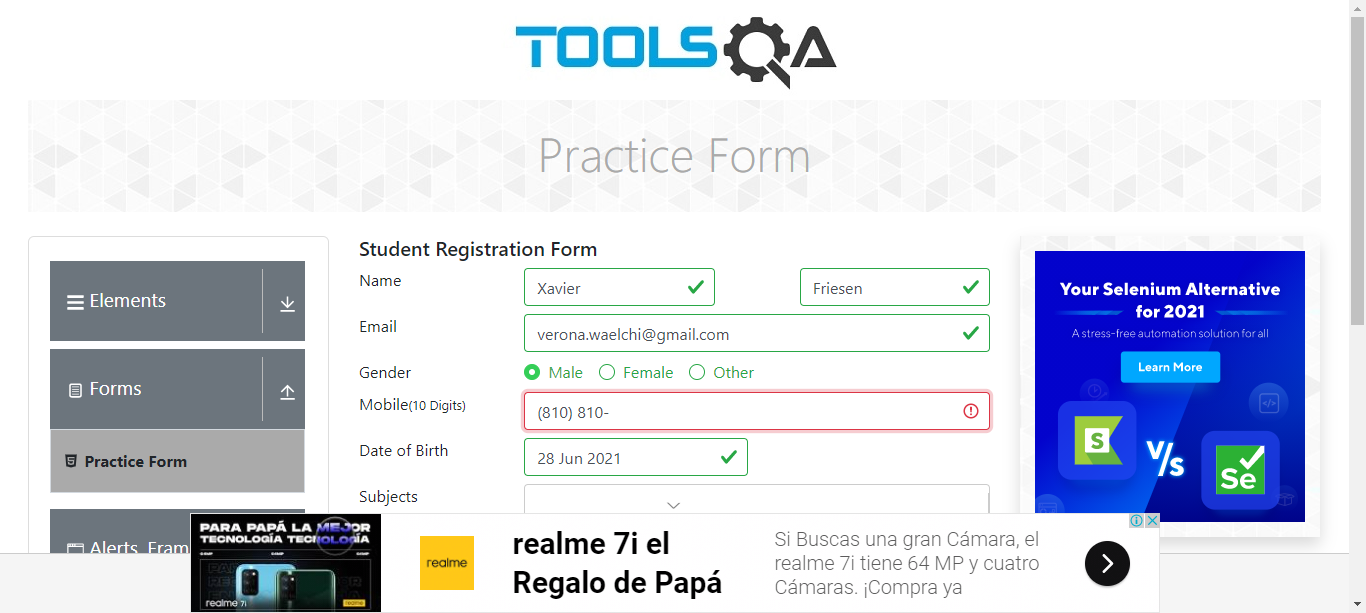 TOOLSQA
Practice Form
Elements
Forms
Practice Form
Alerts, Fram
Student Registration Form
Name
Xavier
Friesen
Email
verona.waelchi@gmail.com
Gender
Male
Female
Other
Mobile(10 Digits)
(810) 810-
Date of Birth
28 Jun 2021
Subjects
Your Selenium Alternative
for 2021
A stress-free automation solution for all
Learn More
S
V/s
Se
PARA PAPÁ LA MEJOR
TECNOLOGÍA TECNOLOGÍA
realme 7i
realme
realme
realme 7i el
Regalo de Papá
Si Buscas una gran Cámara, el
realme 7i tiene 64 MP y cuatro
Cámaras. ¡Compra ya